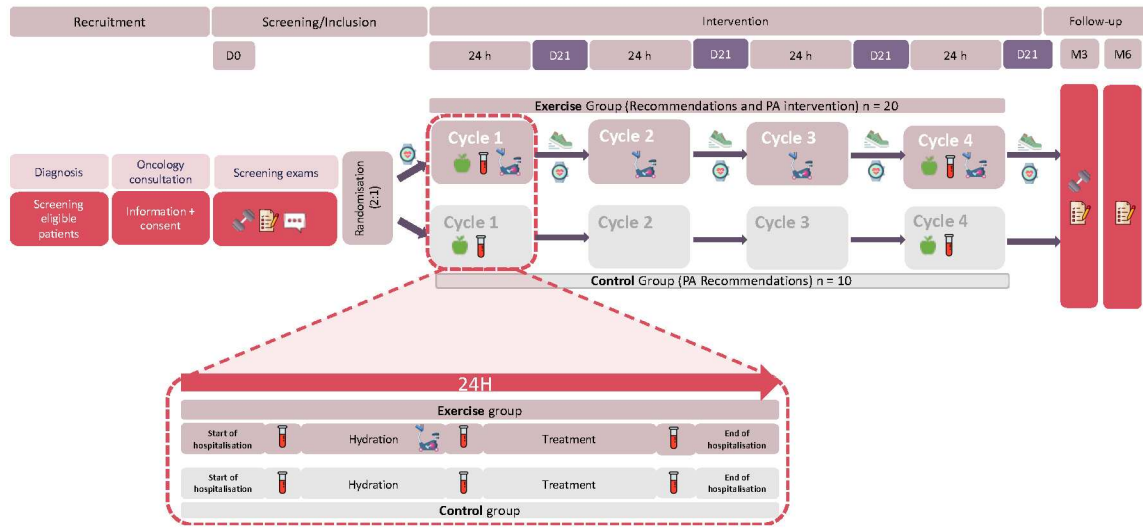 Recruitment
Screening/Inclusion
Intervention
Follow-up
D0
24 h
D21
24 h
D21
24 h
D21
24 h
D21
M3
M6
Exercise Group (Recommendations and PA intervention) n = 20
Cycle 1
Cycle 2
Cycle 3
Cycle 4
Diagnosis
Oncology
consultation
Screening exams
Randomisation
(2:1)
Screening
eligible
patients
Information +
consent
Cycle 1
Cycle 2
Cycle 3
Cycle 4
Control Group (PA Recommendations) n = 10
24H
Exercise group
Start of
hospitalisation
Hydration
Treatment
End of
hospitalisation
Start of
hospitalisation
Hydration
Treatment
End of
hospitalisation
Control group